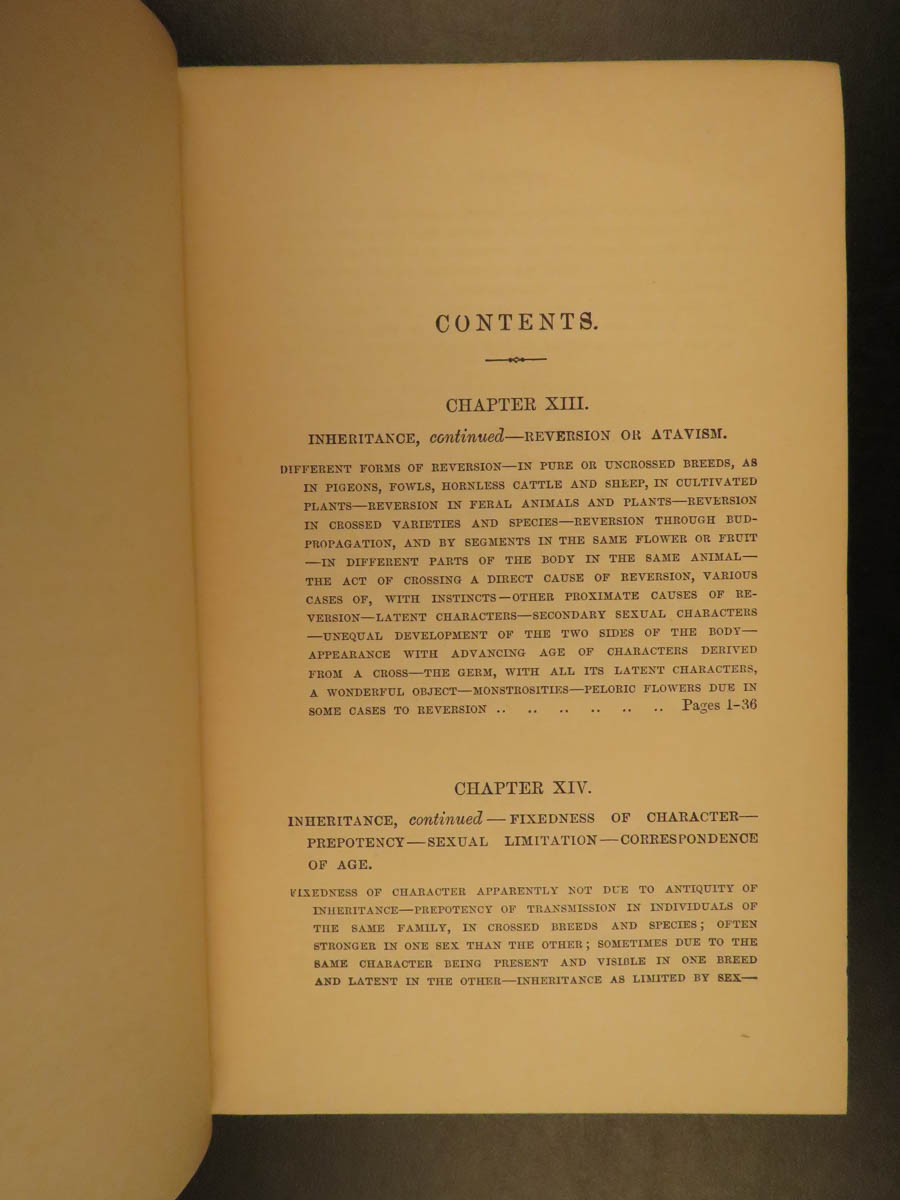 CONTENTS.
CHAPTER XIII.
INHERITANCE, continued—REVERSION OR ATAVISM.
DIFFERENT FORMS OF REVERSION—IN PURE OR UNCROSSED BREEDS, AS
IN PIGEONS, FOWLS, HORNLESS CATTLE AND SHEEP, IN CULTIVATED
PLANTS—REVERSION IN FERAL ANIMALS AND PLANTS—REVERSION
IN CROSSED VARIETIES AND SPECIES—REVERSION THROUGH BUD-
PROPAGATION, AND BY SEGMENTS IN THE SAME FLOWER OR FRUIT
—IN DIFFERENT PARTS OF THE BODY IN THE SAME ANIMAL—
THE ACT OF CROSSING A DIRECT CAUSE OF REVERSION, VARIOUS
CASES OF, WITH INSTINCTS—OTHER PROXIMATE CAUSES OF RE-
VERSION—LATENT CHARACTERS—SECONDARY SEXUAL CHARACTERS
—UNEQUAL DEVELOPMENT OF THE TWO SIDES OF THE BODY—
APPEARANCE WITH ADVANCING AGE OF CHARACTERS DERIVED
FROM A CROSS—THE GERM, WITH ALL ITS LATENT CHARACTERS,
A WONDERFUL OBJECT—MONSTROSITIES—PELORIC FLOWERS DUE IN
SOME CASES TO REVERSION .. .. .. .. .. .. Pages 1-36
CHAPTER XIV.
INHERITANCE, continued—FIXEDNESS OF CHARACTER—
PREPOTENCY—SEXUAL LIMITATION—CORRESPONDENCE
OF AGE.
FIXEDNESS OF CHARACTER APPARENTLY NOT DUE TO ANTIQUITY OF
INHERITANCE—PREPOTENCY OF TRANSMISSION IN INDIVIDUALS OF
THE SAME FAMILY, IN CROSSED BREEDS AND SPECIES; OFTEN
STRONGER IN ONE SEX THAN THE OTHER; SOMETIMES DUE TO THE
SAME CHARACTER BEING PRESENT AND VISIBLE IN ONE BREED
AND LATENT IN THE OTHER—INHERITANCE AS LIMITED BY SEX—